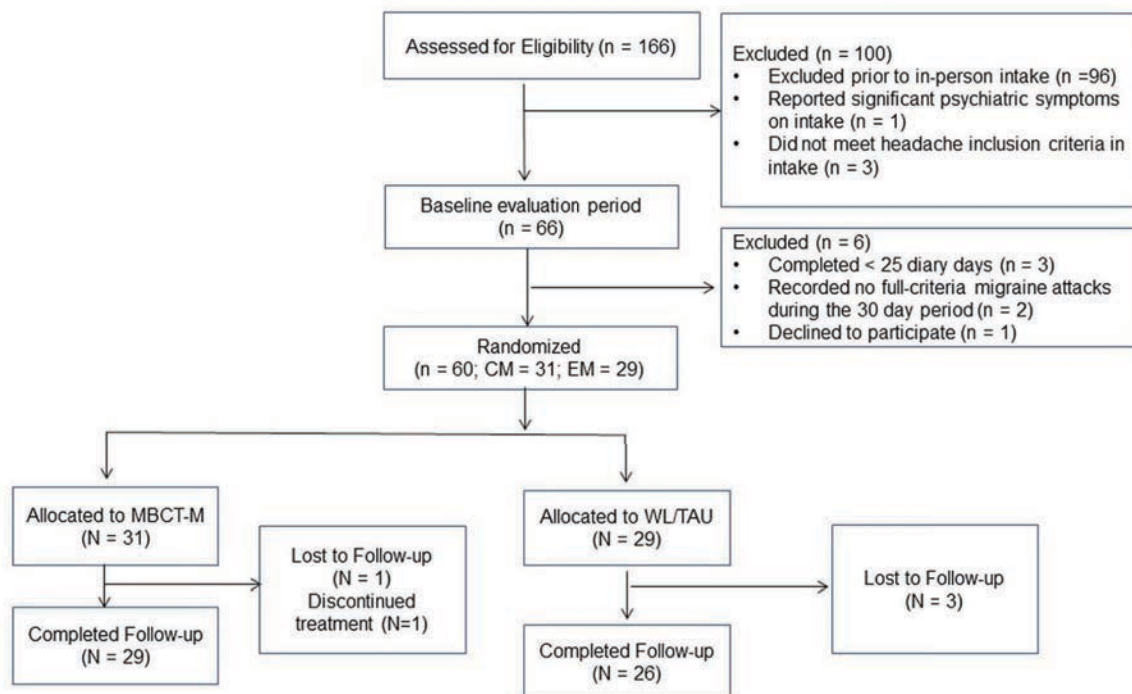 Assessed for Eligibility (n = 166)
Excluded (n = 100)
• Excluded prior to in-person intake (n =96)
• Reported significant psychiatric symptoms
on intake (n = 1)
• Did not meet headache inclusion criteria in
intake (n = 3)
Baseline evaluation period
(n = 66)
Excluded (n = 6)
• Completed < 25 diary days (n = 3)
• Recorded no full-criteria migraine attacks
during the 30 day period (n = 2)
• Declined to participate (n = 1)
Randomized
(n = 60; CM = 31; EM = 29)
Allocated to MBCT-M
(N = 31)
Lost to Follow-up
(N = 1)
Discontinued
treatment (N=1)
Completed Follow-up
(N = 29)
Allocated to WL/TAU
(N = 29)
Lost to Follow-up
(N = 3)
Completed Follow-up
(N = 26)